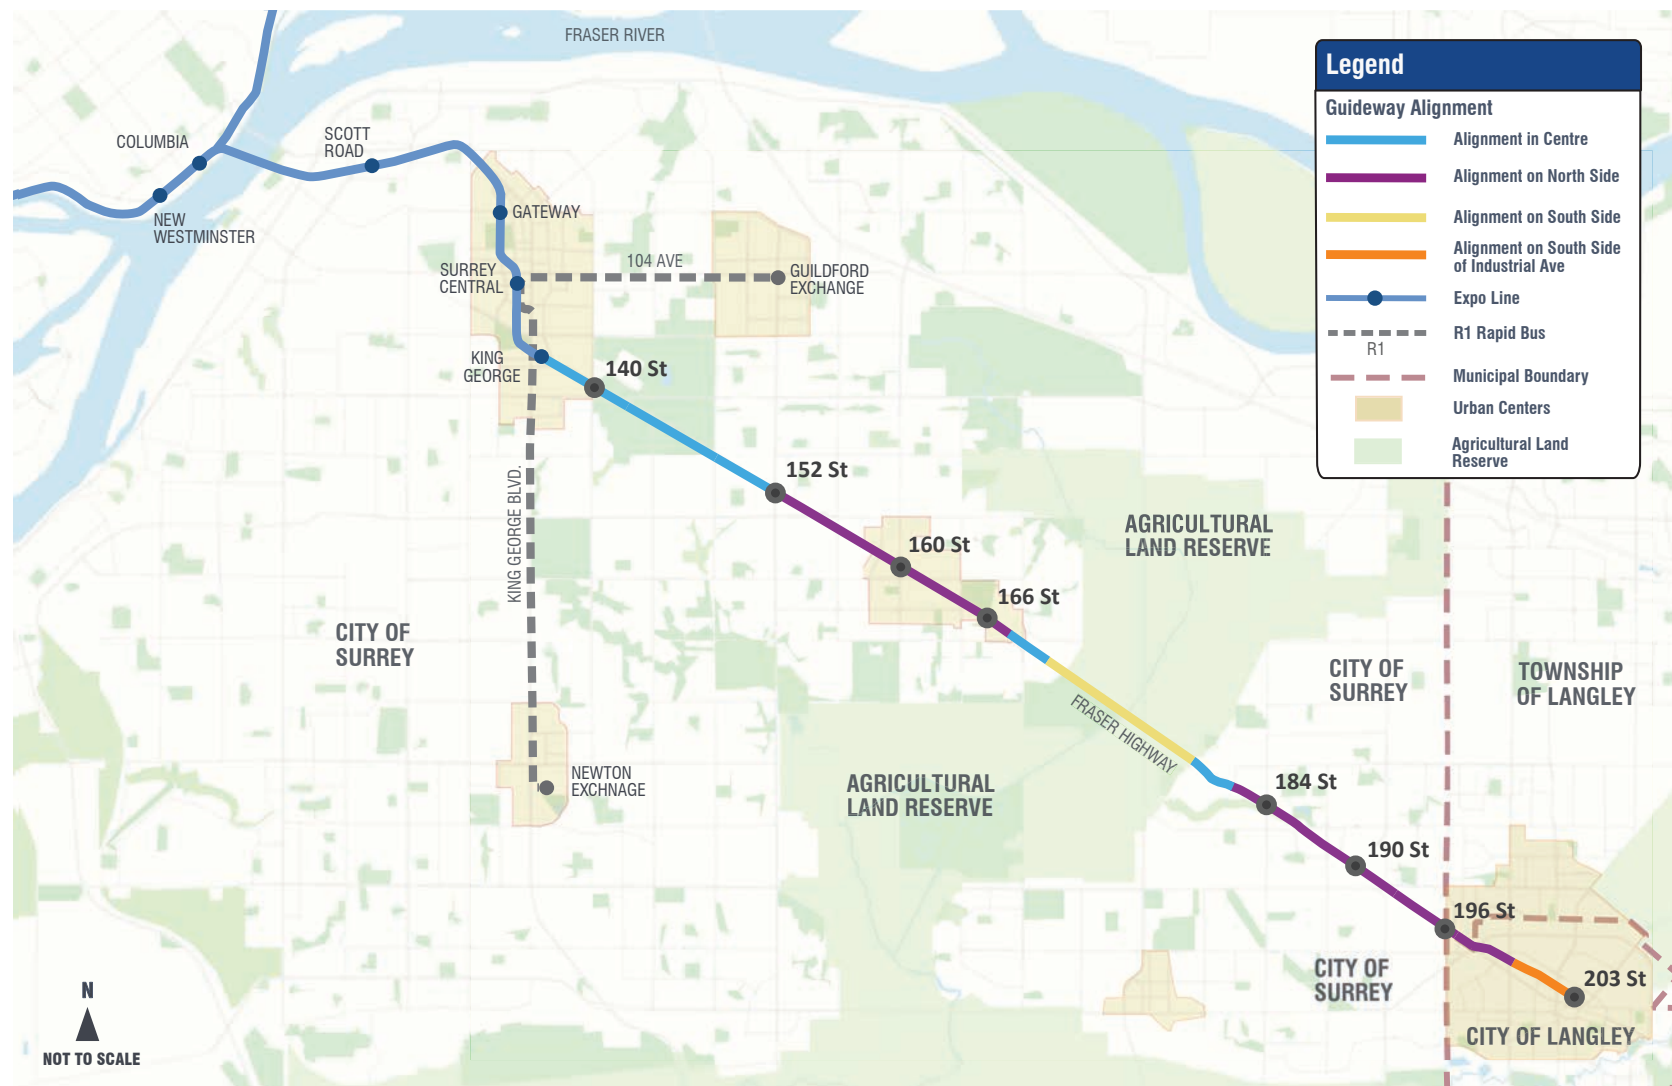 FRASER RIVER
Legend
Guideway Alignment
Alignment in Centre
Alignment on North Side
Alignment on South Side
Alignment on South Side
of Industrial Ave
Expo Line
R1 Rapid Bus
R1
Municipal Boundary
Urban Centers
Agricultural Land
Reserve
COLUMBIA
SCOTT
ROAD
NEW
WESTMINSTER
GATEWAY
SURREY
CENTRAL
104 AVE
GUILDFORD
EXCHANGE
KING
GEORGE
140 St
152 St
KING GEORGE BLVD.
160 St
AGRICULTURAL
LAND RESERVE
166 St
CITY OF
SURREY
CITY OF
SURREY
TOWNSHIP
OF LANGLEY
FRASER HIGHWAY
NEWTON
EXCHNAGE
AGRICULTURAL
LAND RESERVE
184 St
190 St
196 St
CITY OF
SURREY
203 St
CITY OF LANGLEY
N
NOT TO SCALE